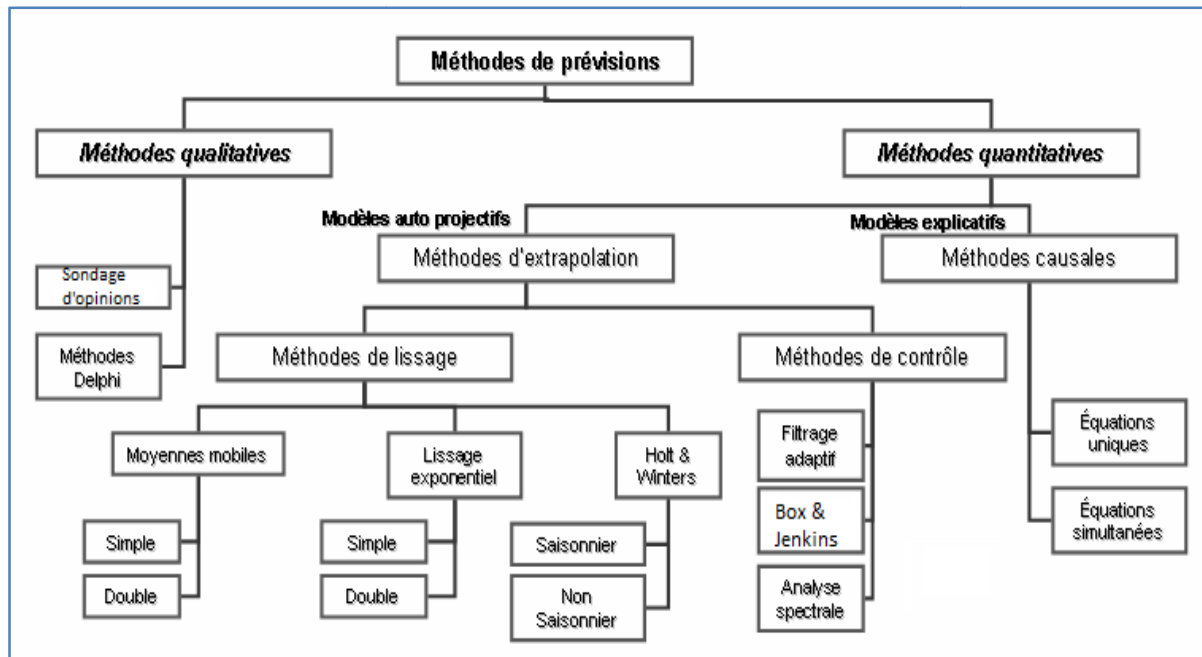 Méthodes de prévisions
Méthodes qualitatives
Méthodes quantitatives
Modèles auto projectifs
Modèles explicatifs
Méthodes d'extrapolation
Méthodes causales
Sondage
d'opinions
Méthodes
Delphi
Méthodes de lissage
Méthodes de contrôle
Moyennes mobiles
Lissage
exponentiel
Holt &
Winters
Filtrage
adaptif
Équations
uniques
Simple
Double
Simple
Double
Saisonnier
Non
Saisonnier
Box &
Jenkins
Analyse
spectrale
Équations
simultanées